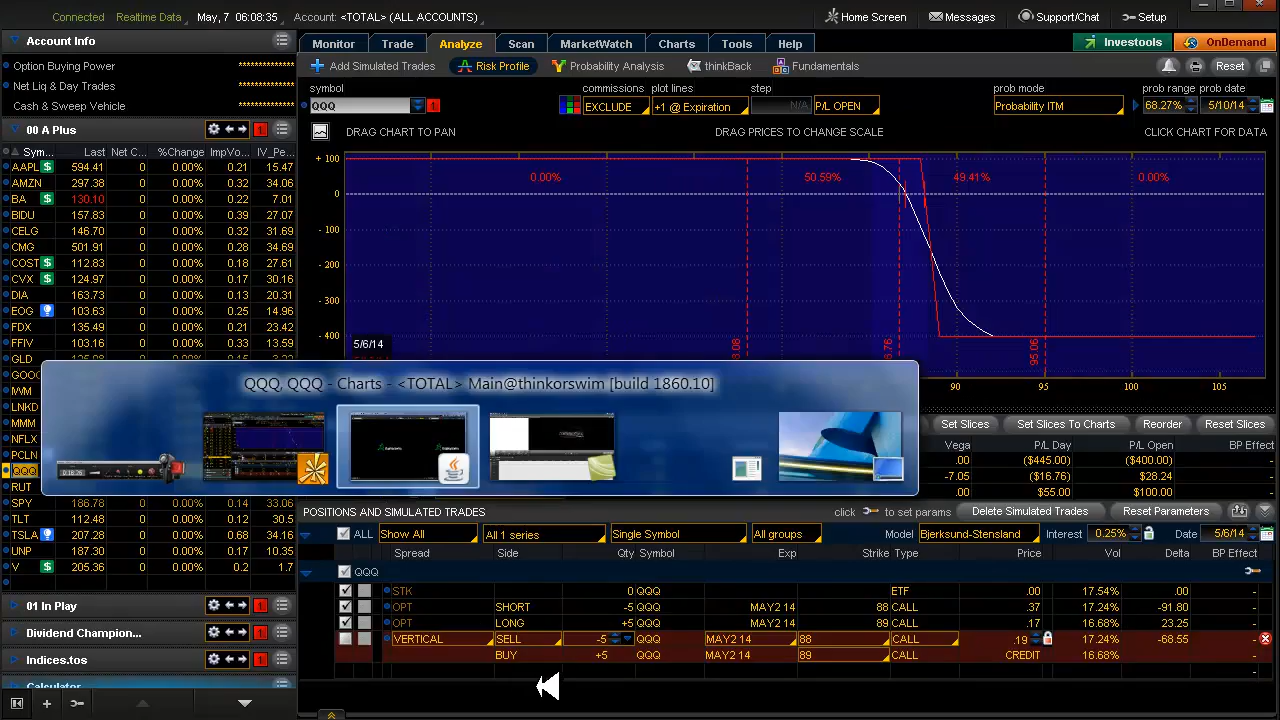 Connected Realtime Data May, 7 06:08:35 Account: <TOTAL> (ALL ACCOUNTS) Home Screen Messages Support/Chat Setup
Account Info
Option Buying Power **************
Net Liq & Day Trades **************
Cash & Sweep Vehicle **************
Monitor Trade Analyze Scan MarketWatch Charts Tools Help Investools OnDemand
Add Simulated Trades Risk Profile Probability Analysis thinkBack Fundamentals Reset
symbol commissions plot lines step prob mode prob range prob date
QQQ 1 EXCLUDE +1 @ Expiration N/A P/L OPEN Probability ITM 68.27% 5/10/14
DRAG CHART TO PAN DRAG PRICES TO CHANGE SCALE CLICK CHART FOR DATA
00 A Plus 1
Sym... Last Net C... %Change ImpVo... IV_Pe...
AAPL $ 594.41 0 0.00% 0.21 15.47
AMZN 297.38 0 0.00% 0.32 34.06
BA $ 130.10 0 0.00% 0.22 7.01
BIDU 157.83 0 0.00% 0.39 27.07
CELG 146.70 0 0.00% 0.32 31.69
CMG 501.91 0 0.00% 0.28 34.69
COST $ 112.83 0 0.00% 0.18 27.61
CVX $ 124.97 0 0.00% 0.17 30.16
DIA 163.73 0 0.00% 0.13 20.31
EOG 103.63 0 0.00% 0.25 14.96
FDX 135.49 0 0.00% 0.21 23.42
FFIV 103.16 0 0.00% 0.33 13.59
GLD
GOOG
IWM
LNKD
MMM
NFLX
PCLN
QQQ
RUT
SPY 186.78 0 0.00% 0.14 33.06
TLT 112.48 0 0.00% 0.12 30.5
TSLA 207.28 0 0.00% 0.68 34.16
UNP 187.30 0 0.00% 0.17 10.35
V $ 205.36 0 0.00% 0.2 1.7
01 In Play 1
Dividend Champion... 1
Indices.tos 1
Calculator
+ 100
0
- 100
- 200
- 300
- 400
0.00% 50.59% 49.41% 0.00%
5/6/14
95.06
90 95 100 105
QQQ, QQQ - Charts - <TOTAL> Main@thinkorswim [build 1860.10]
0:18:26
Set Slices Set Slices To Charts Reorder Reset Slices
Vega P/L Day P/L Open BP Effect
.00 ($445.00) ($400.00) -
-7.05 ($16.76) $28.24 -
.00 $55.00 $100.00 -
POSITIONS AND SIMULATED TRADES click to set params Delete Simulated Trades Reset Parameters
ALL Show All All 1 series Single Symbol All groups Model Bjerksund-Stensland Interest 0.25% Date 5/6/14
Spread Side Qty Symbol Exp Strike Type Price Vol Delta BP Effect
QQQ
STK 0 QQQ ETF .00 17.54% .00 -
OPT SHORT -5 QQQ MAY2 14 88 CALL .37 17.24% -91.80 -
OPT LONG +5 QQQ MAY2 14 89 CALL .17 16.68% 23.25 -
VERTICAL SELL -5 QQQ MAY2 14 88 CALL .19 17.24% -68.55 -
BUY +5 QQQ MAY2 14 89 CALL CREDIT 16.68% -